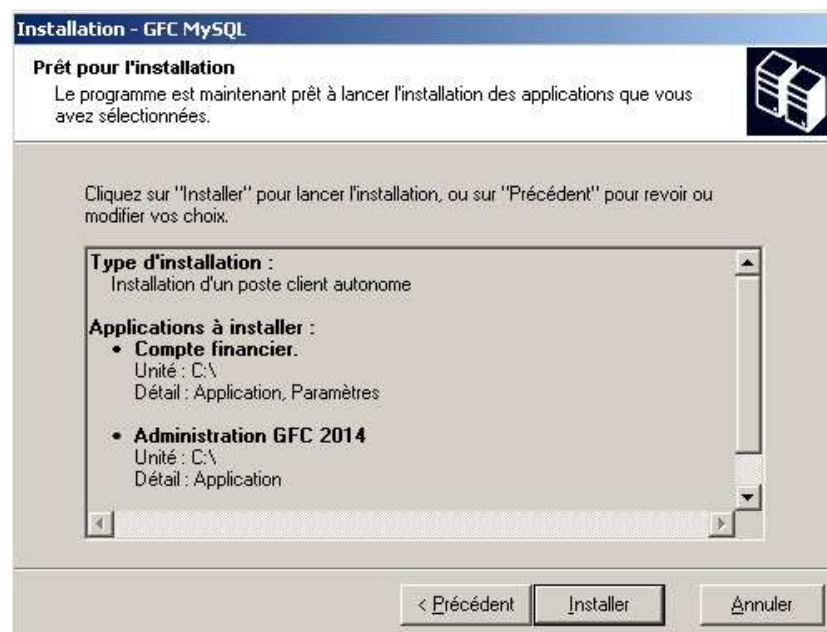 Installation - GFC MySQL
Prêt pour l'installation
Le programme est maintenant prêt à lancer l'installation des applications que vous
avez sélectionnées.
Cliquez sur "Installer" pour lancer l'installation, ou sur "Précédent" pour revoir ou
modifier vos choix.
Type d'installation :
Installation d'un poste client autonome
Applications à installer :
• Compte financier.
Unité : C:\
Détail : Application, Paramètres
• Administration GFC 2014
Unité : C:\
Détail : Application
< Précédent
Installer
Annuler